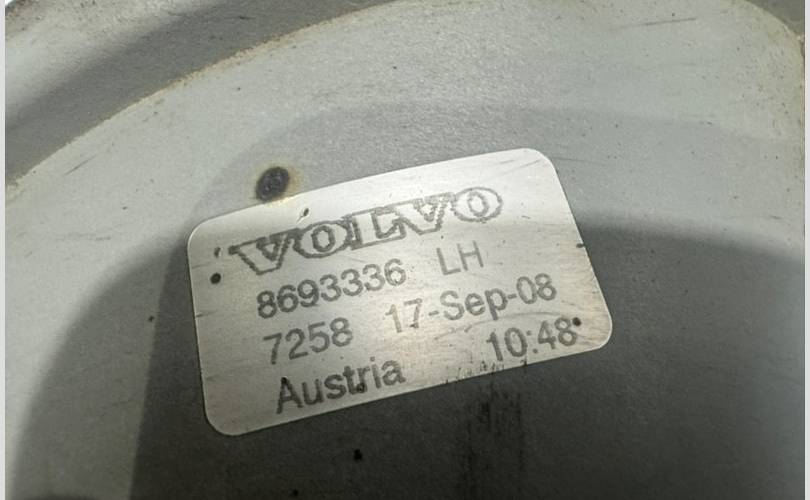 VOLVO
8693336 LH
7258 17-Sep-08
Austria 10:48